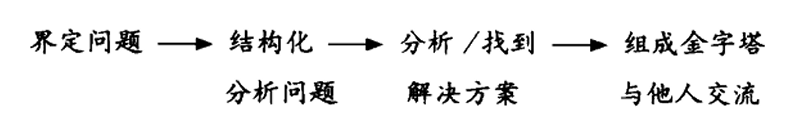 界定问题 → 结构化 → 分析／找到 → 组成金字塔
分析问题 解决方案 与他人交流